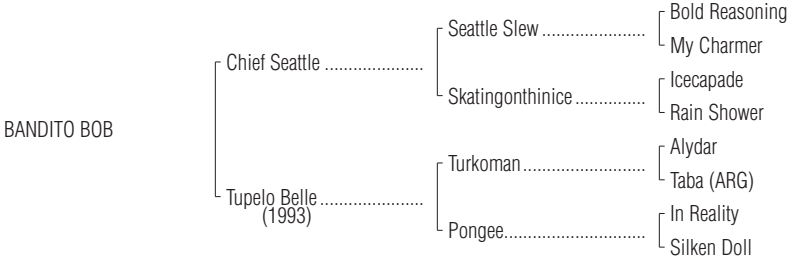 Bold Reasoning
Seattle Slew ......................
My Charmer
Chief Seattle .....................
Icecapade
Skatingonthinice ...............
Rain Shower
BANDITO BOB
Alydar
Turkoman..........................
Taba (ARG)
Tupelo Belle ......................
(1993)
In Reality
Pongee..............................
Silken Doll